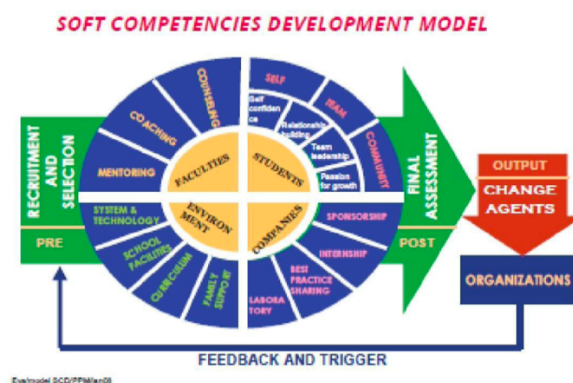 SOFT COMPETENCIES DEVELOPMENT MODEL
RECRUITMENT
AND
SELECTION
PRE
MENTORING
COACHING
COUNSELING
FACULTIES
STUDENTS
SELF
TEAM
COMMUNITY
Self
confiden
ce
Relationship
building
Team
leadership
Passion
for growth
ENVIRON
MENT
COMPANIES
SYSTEM &
TECHNOLOGY
SCHOOL
FACILITIES
CURRICULUM
FAMILY
SUPPORT
LABORA
TORY
BEST
PRACTICE
SHARING
INTERNSHIP
SPONSORSHIP
FINAL
ASSESSMENT
POST
OUTPUT
CHANGE
AGENTS
ORGANIZATIONS
FEEDBACK AND TRIGGER